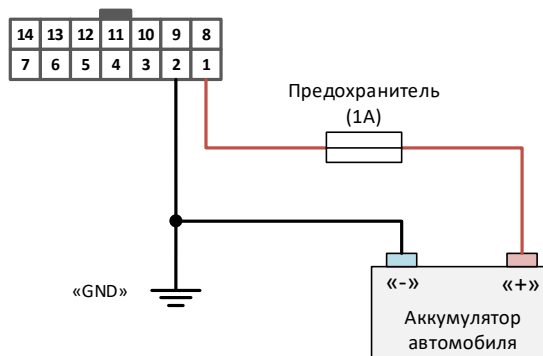 14 13 12 11 10 9 8
7 6 5 4 3 2 1
Предохранитель
(1А)
«GND»
«-» «+»
Аккумулятор
автомобиля